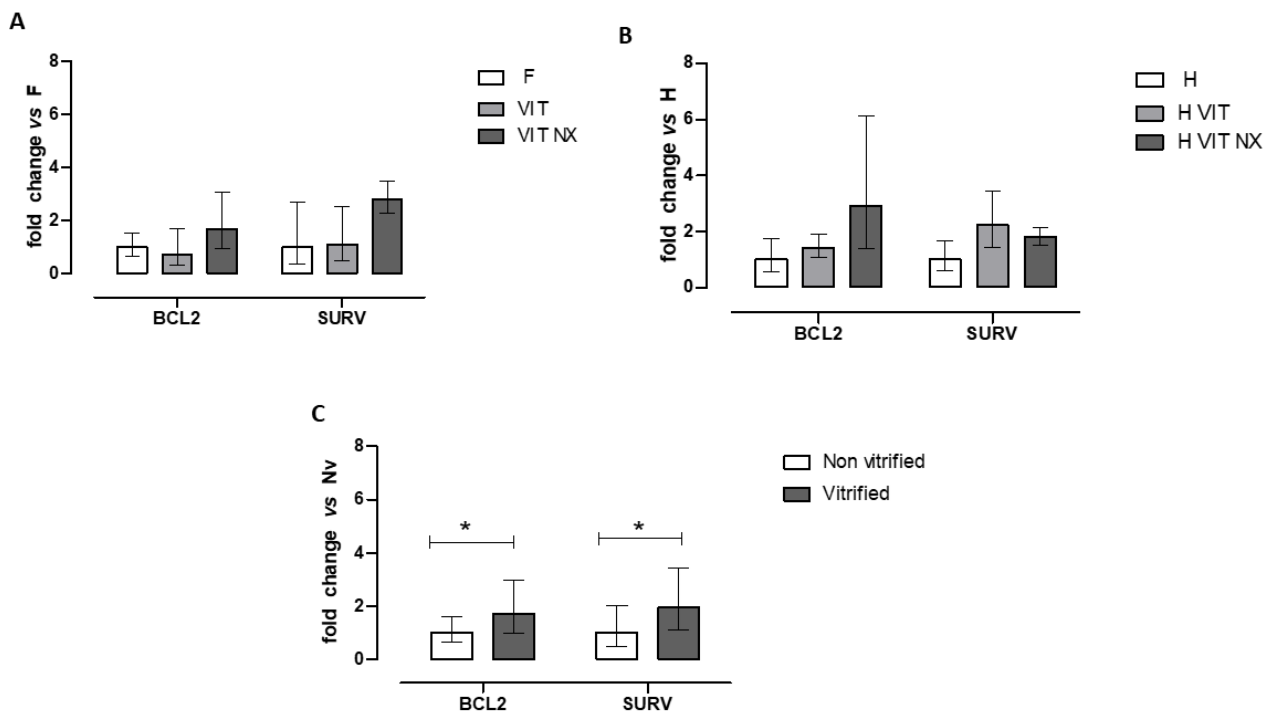 A
fold change vs F
8
6
4
2
0
BCL2 SURV
F
VIT
VIT NX
B
fold change vs H
8
6
4
2
0
BCL2 SURV
H
H VIT
H VIT NX
C
fold change vs Nv
8
6
4
2
0
* *
BCL2 SURV
Non vitrified
Vitrified